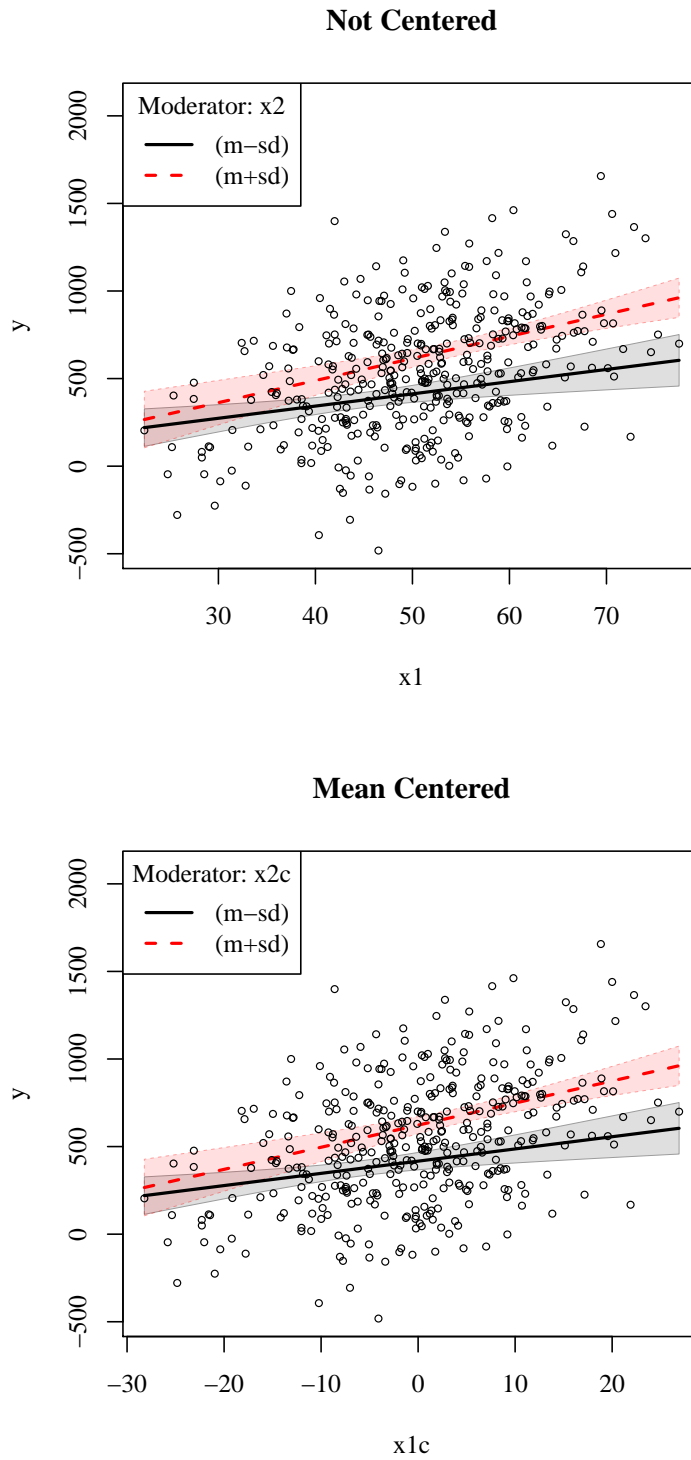 Not Centered
Moderator: x2
(m−sd)
(m+sd)
2000
1500
1000
500
0
−500
y
30 40 50 60 70
x1
Mean Centered
Moderator: x2c
(m−sd)
(m+sd)
2000
1500
1000
500
0
−500
y
−30 −20 −10 0 10 20
x1c